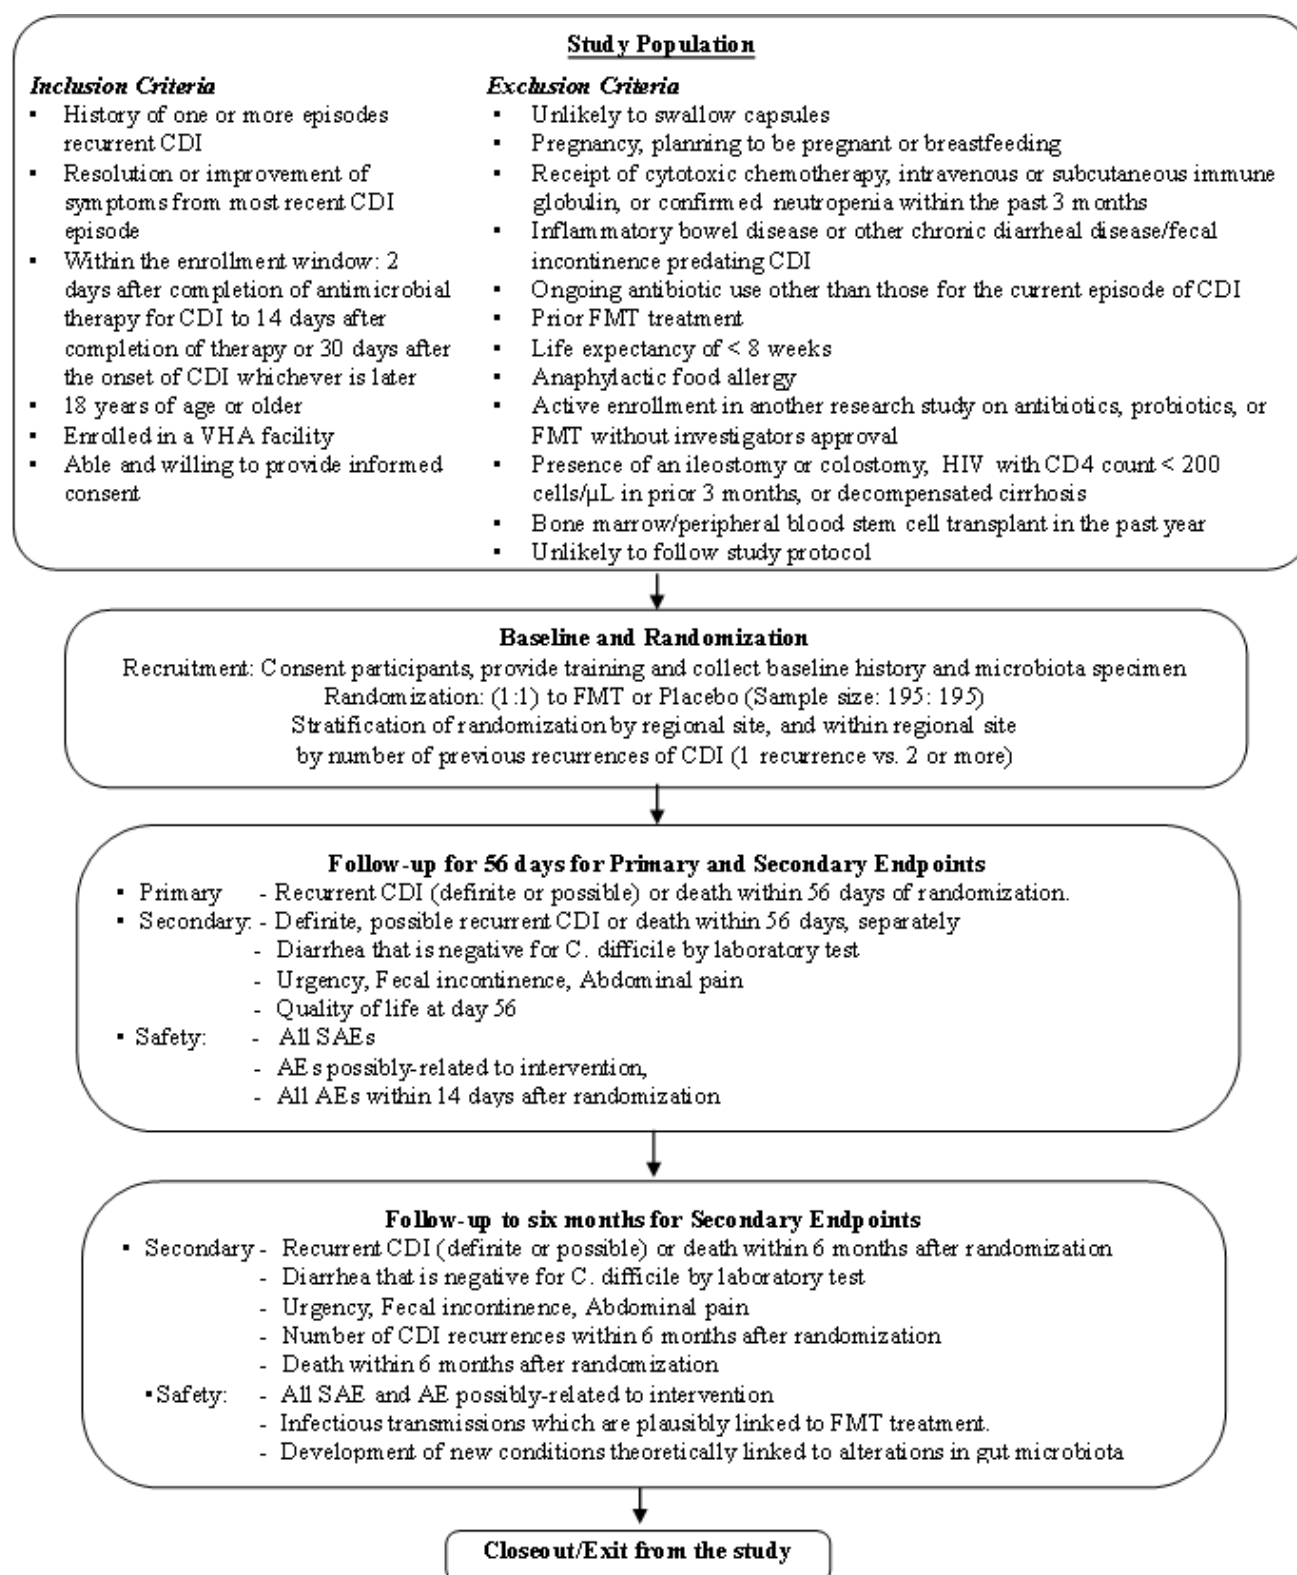 Study Population
Inclusion Criteria
▪ History of one or more episodes
recurrent CDI
▪ Resolution or improvement of
symptoms from most recent CDI
episode
▪ Within the enrollment window: 2
days after completion of antimicrobial
therapy for CDI to 14 days after
completion of therapy or 30 days after
the onset of CDI whichever is later
▪ 18 years of age or older
▪ Enrolled in a VHA facility
▪ Able and willing to provide informed
consent
Exclusion Criteria
▪ Unlikely to swallow capsules
▪ Pregnancy, planning to be pregnant or breastfeeding
▪ Receipt of cytotoxic chemotherapy, intravenous or subcutaneous immune
globulin, or confirmed neutropenia within the past 3 months
▪ Inflammatory bowel disease or other chronic diarrheal disease/fecal
incontinence predating CDI
▪ Ongoing antibiotic use other than those for the current episode of CDI
▪ Prior FMT treatment
▪ Life expectancy of < 8 weeks
▪ Anaphylactic food allergy
▪ Active enrollment in another research study on antibiotics, probiotics, or
FMT without investigators approval
▪ Presence of an ileostomy or colostomy, HIV with CD4 count < 200
cells/µL in prior 3 months, or decompensated cirrhosis
▪ Bone marrow/peripheral blood stem cell transplant in the past year
▪ Unlikely to follow study protocol
Baseline and Randomization
Recruitment: Consent participants, provide training and collect baseline history and microbiota specimen
Randomization: (1:1) to FMT or Placebo (Sample size: 195: 195)
Stratification of randomization by regional site, and within regional site
by number of previous recurrences of CDI (1 recurrence vs. 2 or more)
Follow-up for 56 days for Primary and Secondary Endpoints
▪ Primary - Recurrent CDI (definite or possible) or death within 56 days of randomization.
▪ Secondary: - Definite, possible recurrent CDI or death within 56 days, separately
- Diarrhea that is negative for C. difficile by laboratory test
- Urgency, Fecal incontinence, Abdominal pain
- Quality of life at day 56
▪ Safety: - All SAEs
- AEs possibly-related to intervention,
- All AEs within 14 days after randomization
Follow-up to six months for Secondary Endpoints
▪ Secondary - Recurrent CDI (definite or possible) or death within 6 months after randomization
- Diarrhea that is negative for C. difficile by laboratory test
- Urgency, Fecal incontinence, Abdominal pain
- Number of CDI recurrences within 6 months after randomization
- Death within 6 months after randomization
▪Safety: - All SAE and AE possibly-related to intervention
- Infectious transmissions which are plausibly linked to FMT treatment.
- Development of new conditions theoretically linked to alterations in gut microbiota
Closeout/Exit from the study